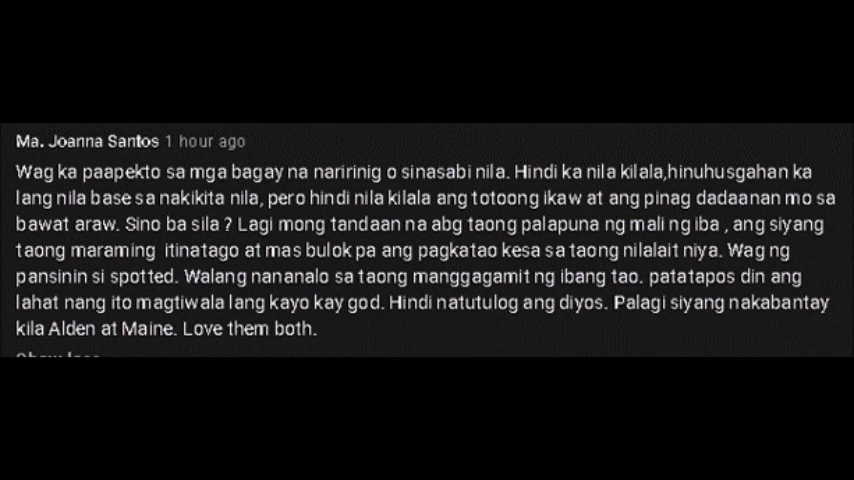 Ma. Joanna Santos 1 hour ago
Wag ka paapekto sa mga bagay na naririnig o sinasabi nila. Hindi ka nila kilala,hinuhusgahan ka
lang nila base sa nakikita nila, pero hindi nila kilala ang totoong ikaw at ang pinag dadaanan mo sa
bawat araw. Sino ba sila ? Lagi mong tandaan na abg taong palapuna ng mali ng iba , ang siyang
taong maraming itinatago at mas bulok pa ang pagkatao kesa sa taong nilalait niya. Wag ng
pansinin si spotted. Walang nananalo sa taong manggagamit ng ibang tao. patatapos din ang
lahat nang ito magtiwala lang kayo kay god. Hindi natutulog ang diyos. Palagi siyang nakabantay
kila Alden at Maine. Love them both.